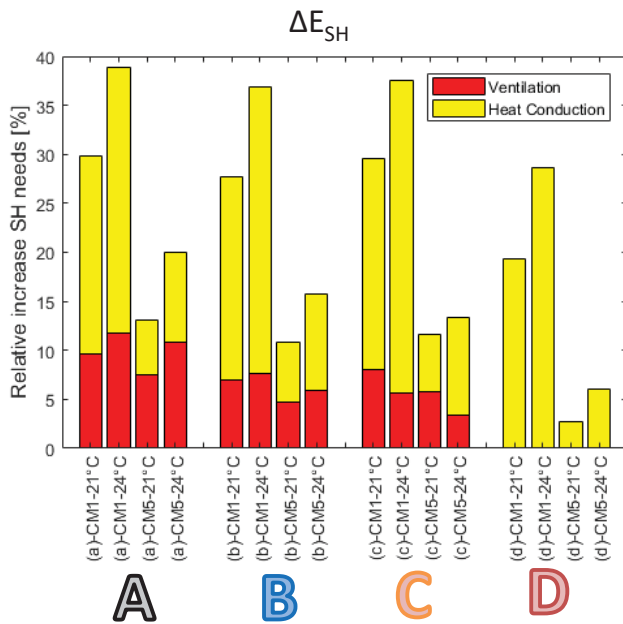 ΔE_SH
Relative increase SH needs [%]
40
35
30
25
20
15
10
5
0
Ventilation
Heat Conduction
(a)-CM1-21°C
(a)-CM1-24°C
(a)-CM5-21°C
(a)-CM5-24°C
(b)-CM1-21°C
(b)-CM1-24°C
(b)-CM5-21°C
(b)-CM5-24°C
(c)-CM1-21°C
(c)-CM1-24°C
(c)-CM5-21°C
(c)-CM5-24°C
(d)-CM1-21°C
(d)-CM1-24°C
(d)-CM5-21°C
(d)-CM5-24°C
A B C D